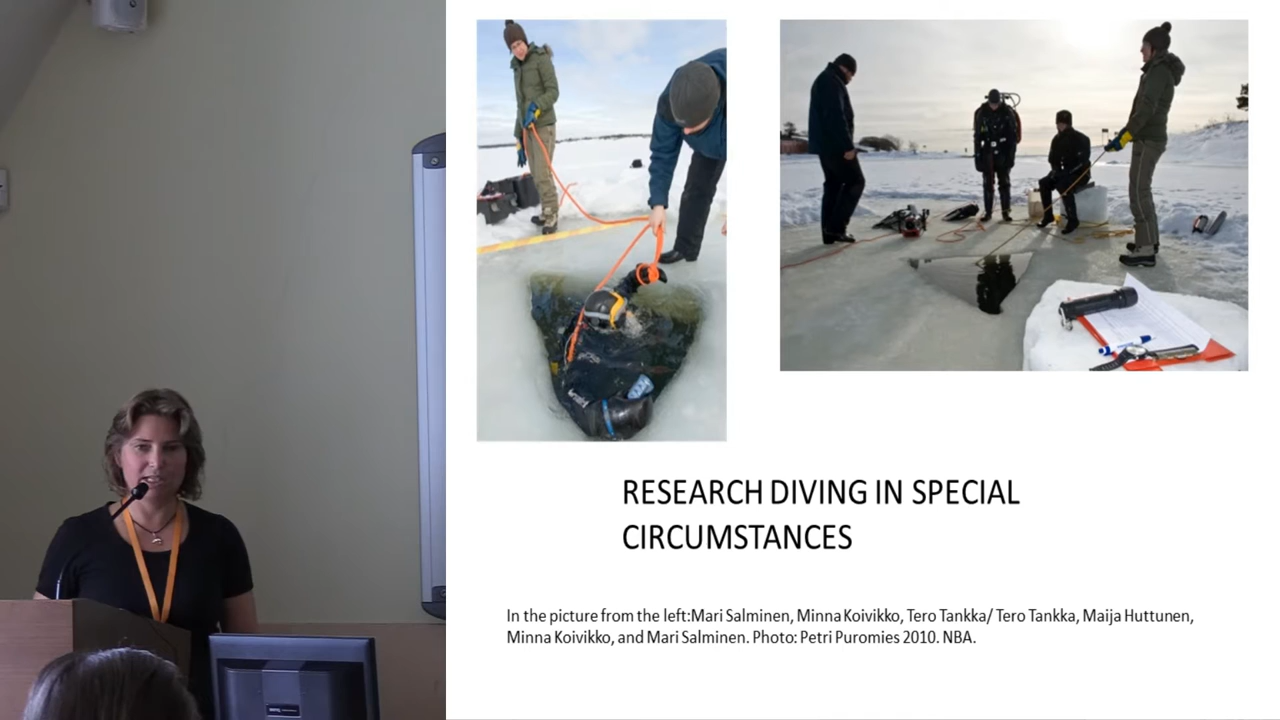 RESEARCH DIVING IN SPECIAL
CIRCUMSTANCES
In the picture from the left:Mari Salminen, Minna Koivikko, Tero Tankka/ Tero Tankka, Maija Huttunen,
Minna Koivikko, and Mari Salminen. Photo: Petri Puromies 2010. NBA.